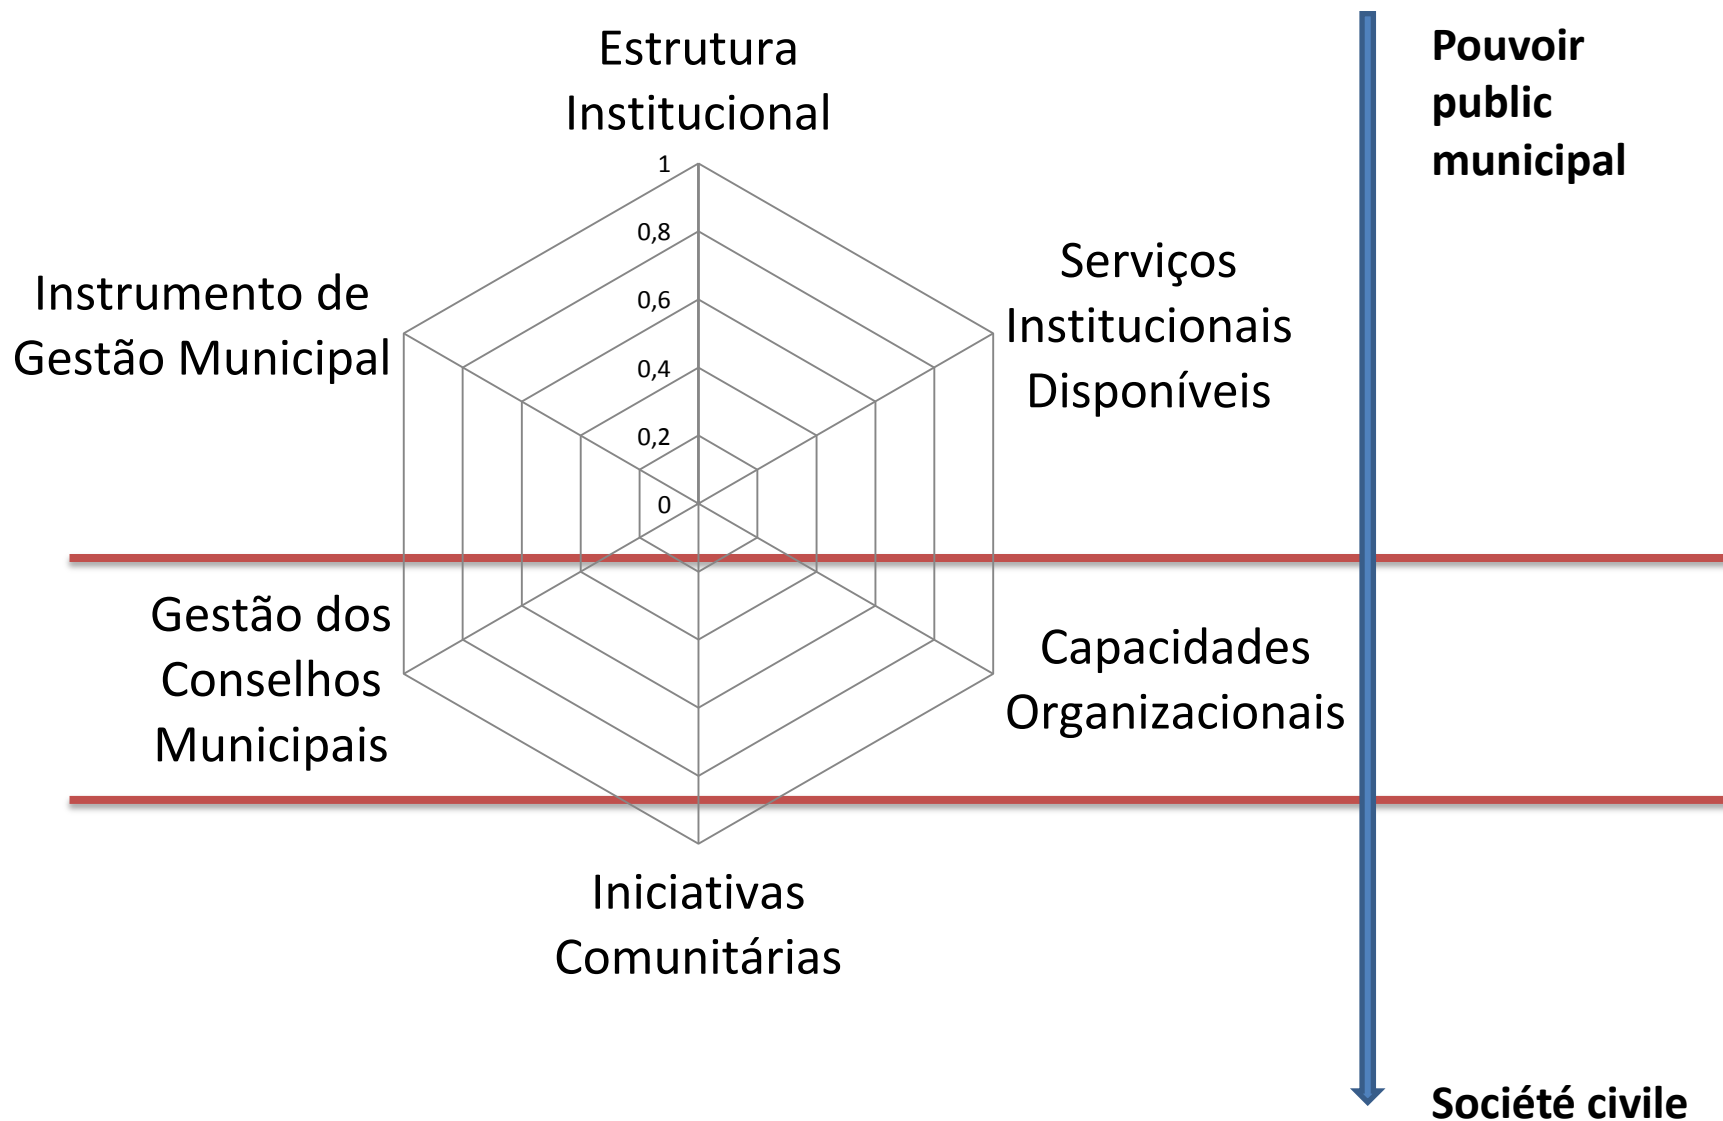 Estrutura
Institucional
Pouvoir
public
municipal
1
0,8
0,6
0,4
0,2
0
Serviços
Institucionais
Disponíveis
Instrumento de
Gestão Municipal
Gestão dos
Conselhos
Municipais
Capacidades
Organizacionais
Iniciativas
Comunitárias
Société civile